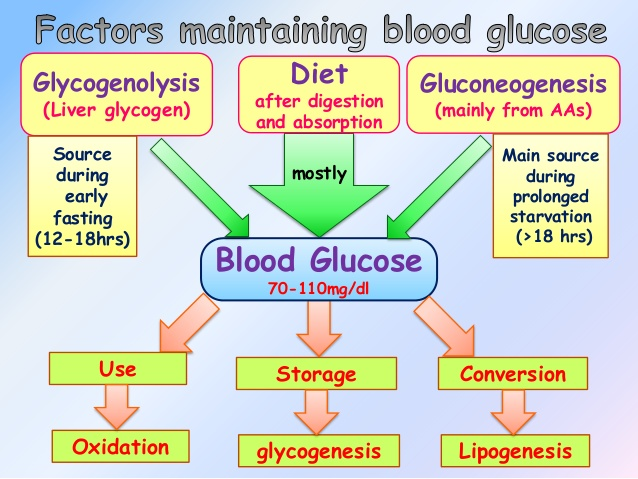 Factors maintaining blood glucose
Glycogenolysis
(Liver glycogen)
Diet
after digestion
and absorption
Gluconeogenesis
(mainly from AAs)
Source
during
early
fasting
(12-18hrs)
mostly
Main source
during
prolonged
starvation
(>18 hrs)
Blood Glucose
70-110mg/dl
Use
Storage
Conversion
Oxidation
glycogenesis
Lipogenesis